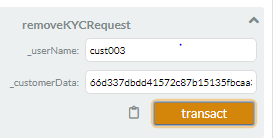 removeKYCRequest
_userName: cust003
_customerData: 66d337dbdd41572c87b15135fbcaa
transact